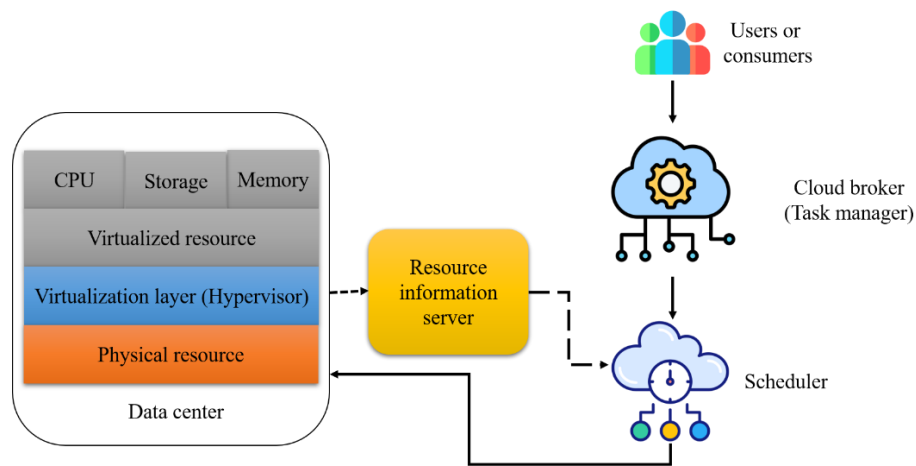 Users or
consumers
Cloud broker
(Task manager)
CPU
Storage
Memory
Virtualized resource
Virtualization layer (Hypervisor)
Physical resource
Data center
Resource
information
server
Scheduler